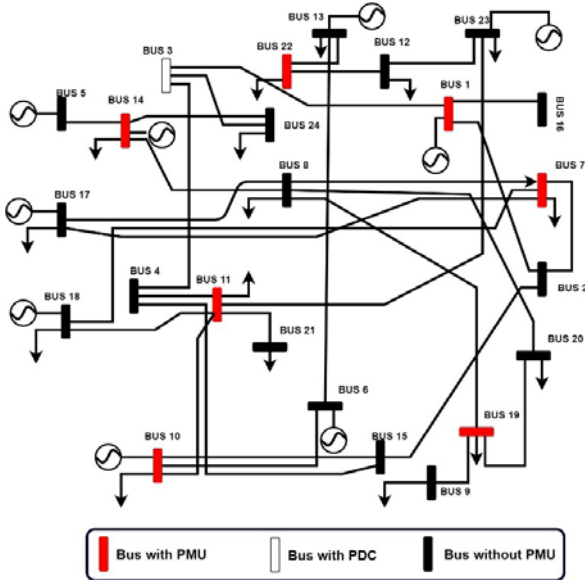 BUS 13
BUS 23
BUS 3
BUS 22
BUS 12
BUS 5
BUS 14
BUS 1
BUS 24
BUS 16
BUS 8
BUS 7
BUS 17
BUS 4
BUS 11
BUS 2
BUS 18
BUS 21
BUS 20
BUS 6
BUS 19
BUS 10
BUS 15
BUS 9
Bus with PMU
Bus with PDC
Bus without PMU